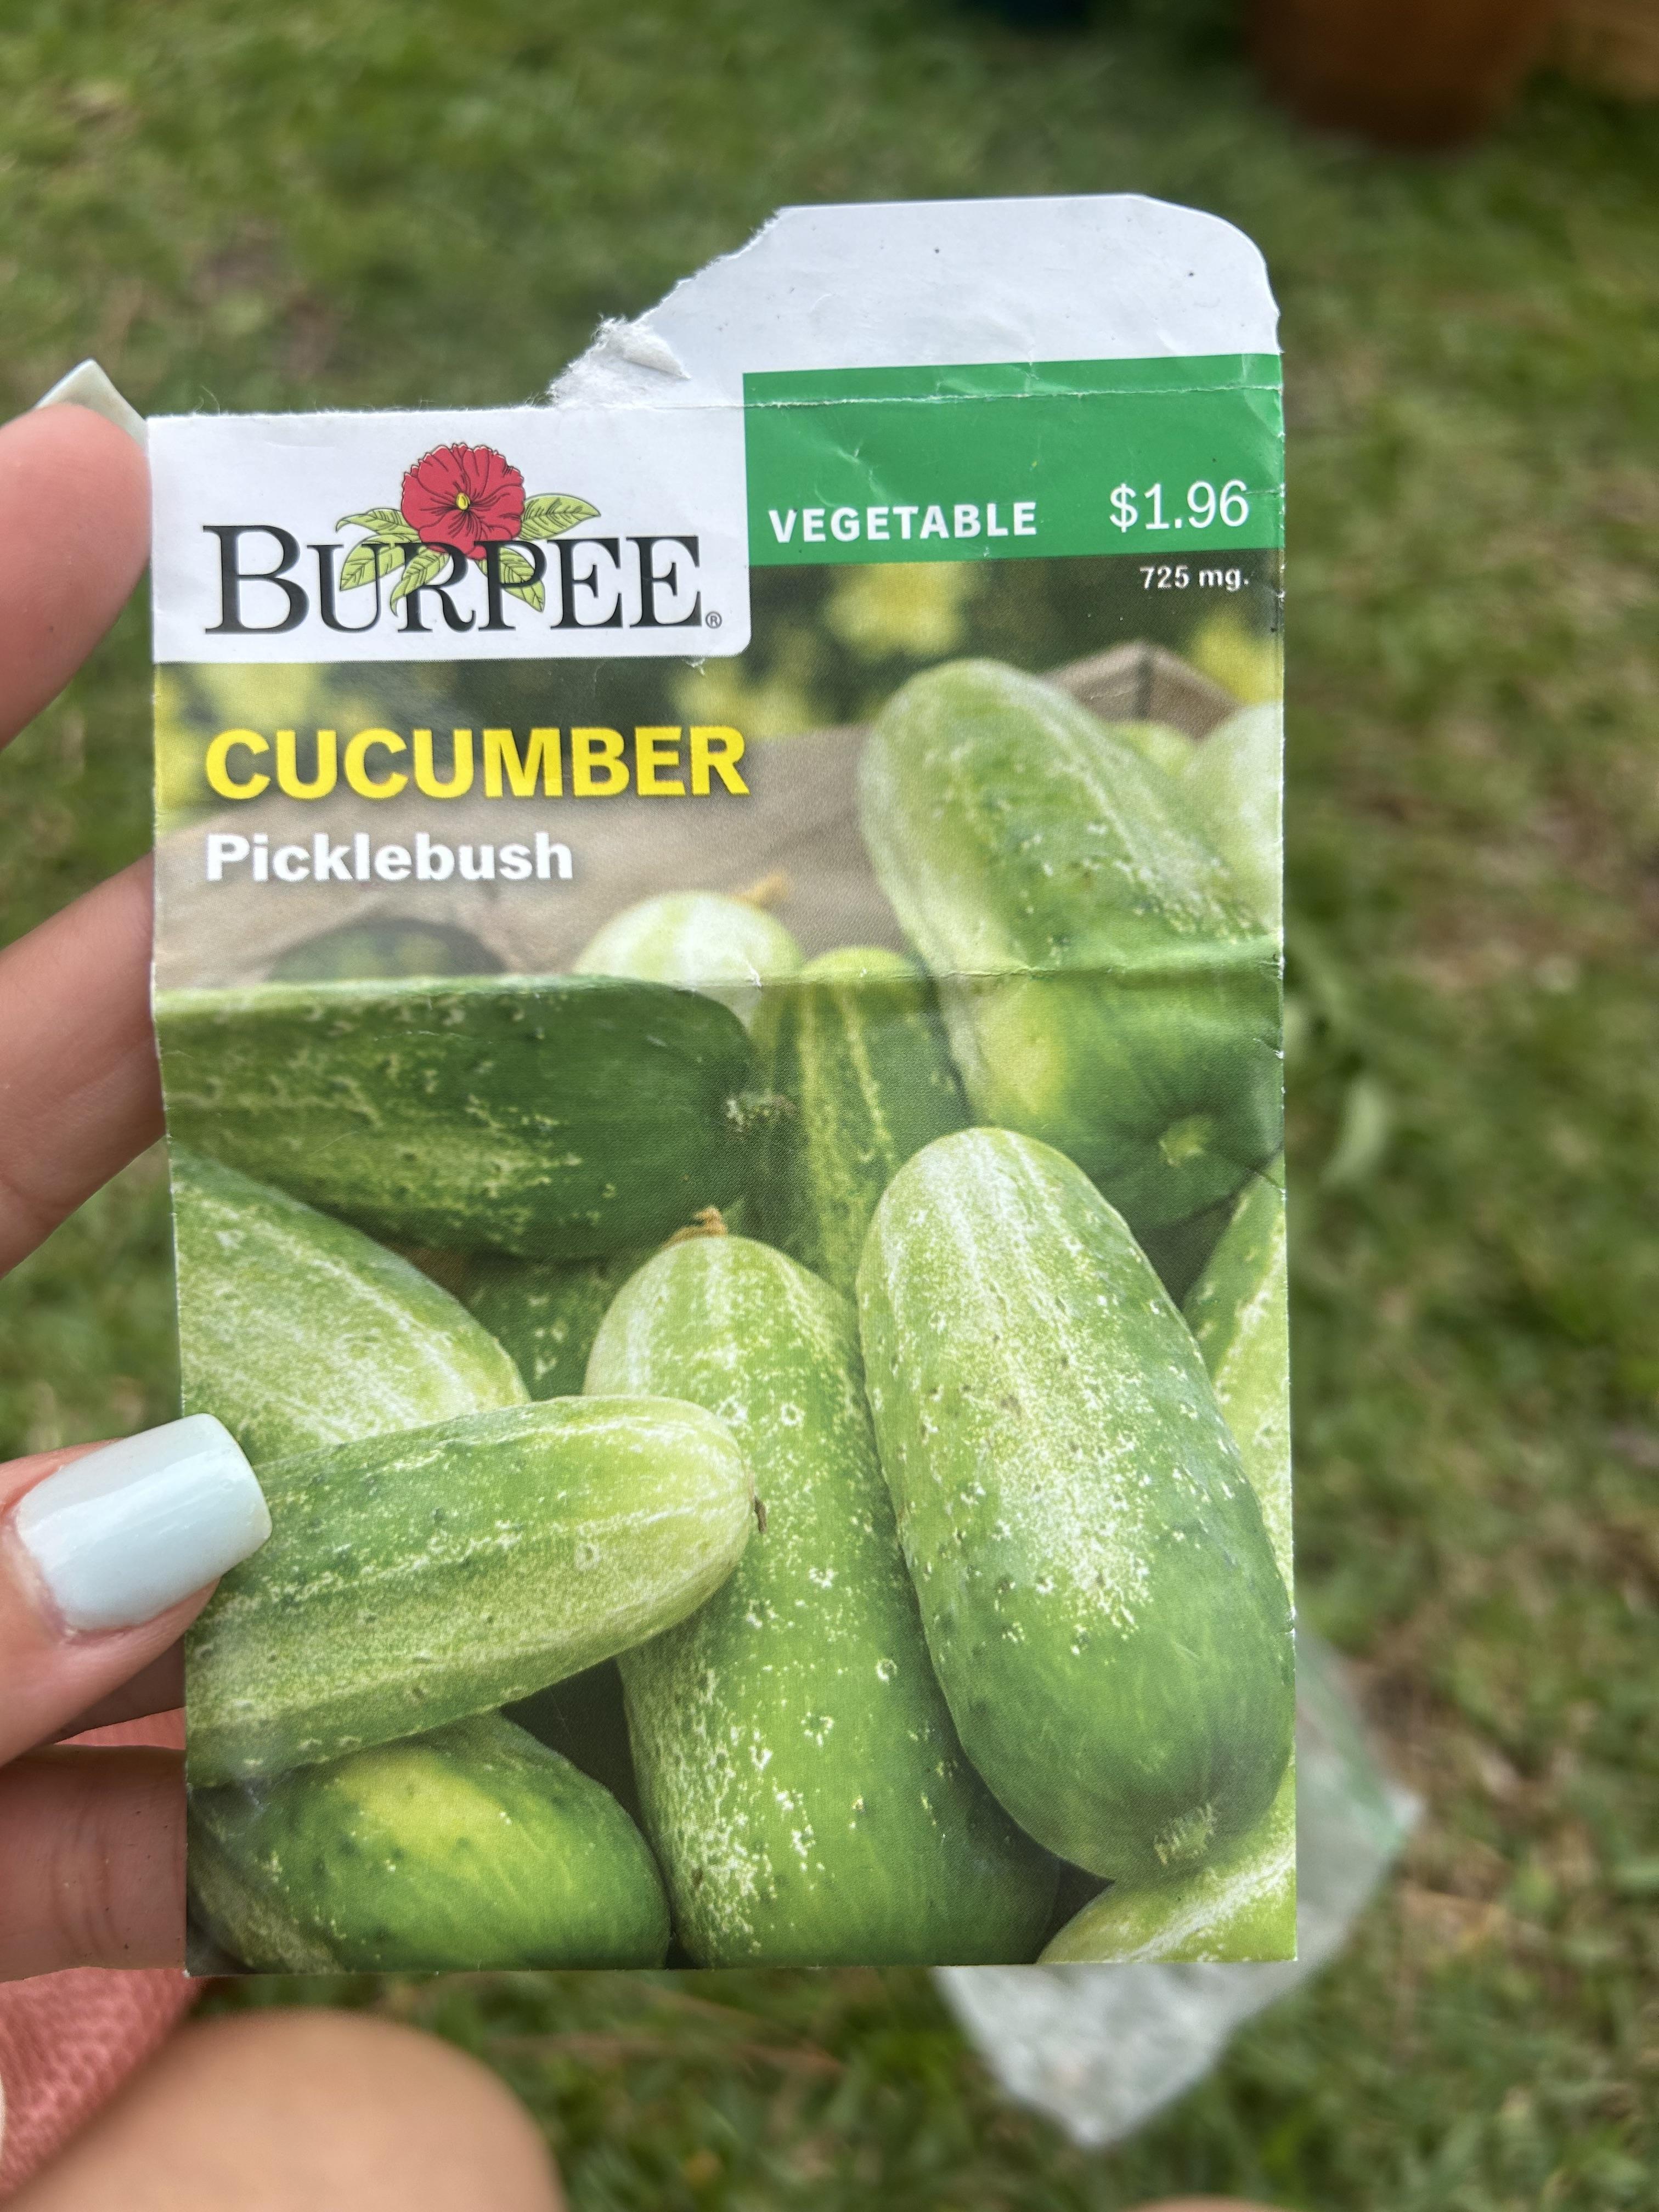 BURPEE®
VEGETABLE $1.96
725 mg.
CUCUMBER
Picklebush